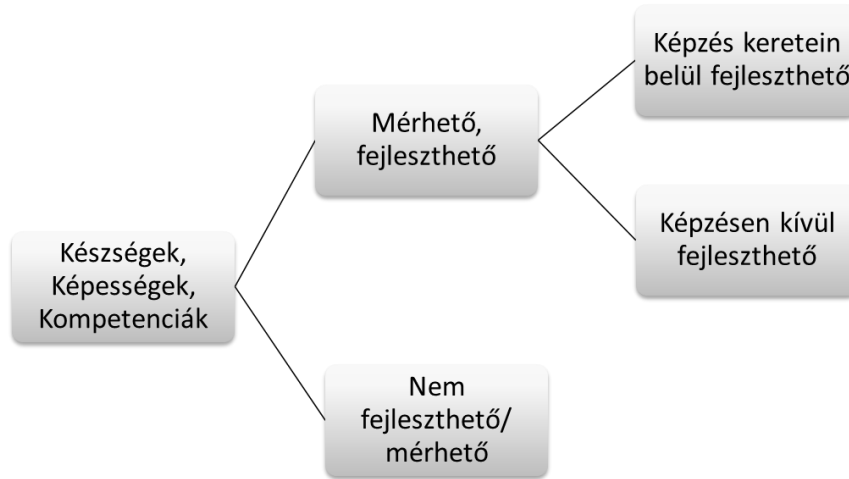 Készségek,
Képességek,
Kompetenciák
Mérhető,
fejleszthető
Képzés keretein
belül fejleszthető
Képzésen kívül
fejleszthető
Nem
fejleszthető/
mérhető